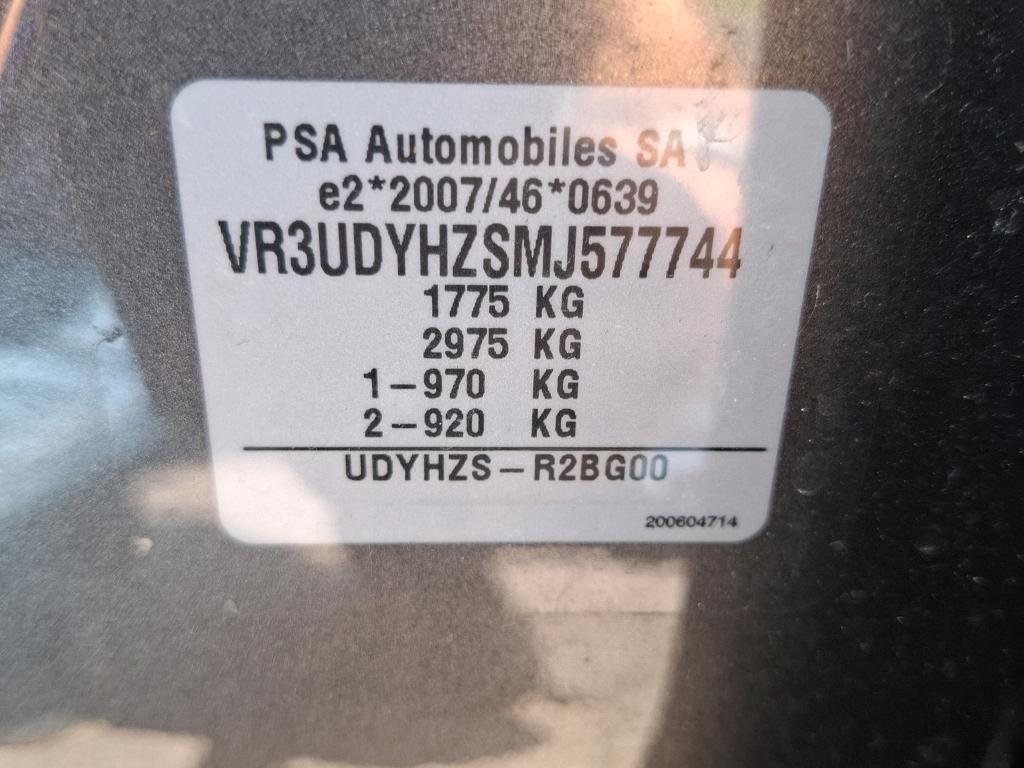 PSA Automobiles SA
e2*2007/46*0639
VR3UDYHZSMJ577744
1775 KG
2975 KG
1-970 KG
2-920 KG
UDYHZS-R2BG00
200604714